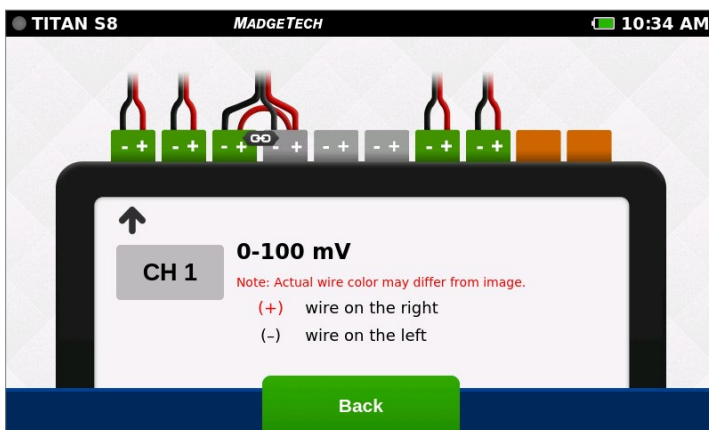 TITAN S8 MADGETECH 10:34 AM
- + - + - + - + - + - + - + - +
CH 1
0-100 mV
Note: Actual wire color may differ from image.
(+) wire on the right
(–) wire on the left
Back